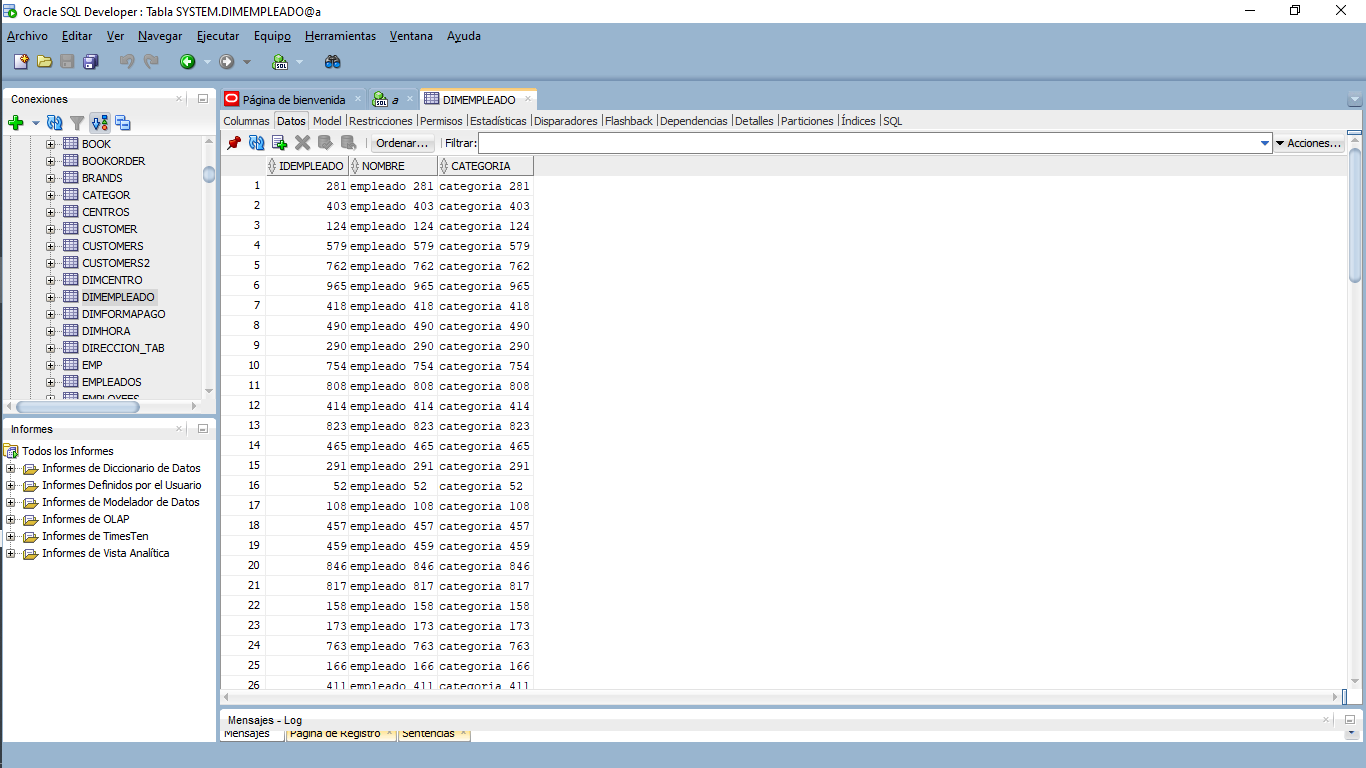 Oracle SQL Developer : Tabla SYSTEM.DIMEMPLEADO@a
Archivo Editar Ver Navegar Ejecutar Equipo Herramientas Ventana Ayuda
Conexiones
BOOK
BOOKORDER
BRANDS
CATEGOR
CENTROS
CUSTOMER
CUSTOMERS
CUSTOMERS2
DIMCENTRO
DIMEMPLEADO
DIMFORMAPAGO
DIMHORA
DIRECCION_TAB
EMP
EMPLEADOS
EMPLOYEES
Informes
Todos los Informes
Informes de Diccionario de Datos
Informes Definidos por el Usuario
Informes de Modelador de Datos
Informes de OLAP
Informes de TimesTen
Informes de Vista Analítica
Página de bienvenida a DIMEMPLEADO
Columnas Datos Model Restricciones Permisos Estadísticas Disparadores Flashback Dependencias Detalles Particiones Índices SQL
Ordenar... Filtrar: Acciones...
IDEMPLEADO NOMBRE CATEGORIA
1 281 empleado 281 categoria 281
2 403 empleado 403 categoria 403
3 124 empleado 124 categoria 124
4 579 empleado 579 categoria 579
5 762 empleado 762 categoria 762
6 965 empleado 965 categoria 965
7 418 empleado 418 categoria 418
8 490 empleado 490 categoria 490
9 290 empleado 290 categoria 290
10 754 empleado 754 categoria 754
11 808 empleado 808 categoria 808
12 414 empleado 414 categoria 414
13 823 empleado 823 categoria 823
14 465 empleado 465 categoria 465
15 291 empleado 291 categoria 291
16 52 empleado 52 categoria 52
17 108 empleado 108 categoria 108
18 457 empleado 457 categoria 457
19 459 empleado 459 categoria 459
20 846 empleado 846 categoria 846
21 817 empleado 817 categoria 817
22 158 empleado 158 categoria 158
23 173 empleado 173 categoria 173
24 763 empleado 763 categoria 763
25 166 empleado 166 categoria 166
26 411 empleado 411 categoria 411
Mensajes - Log
Mensajes Página de Registro Sentencias